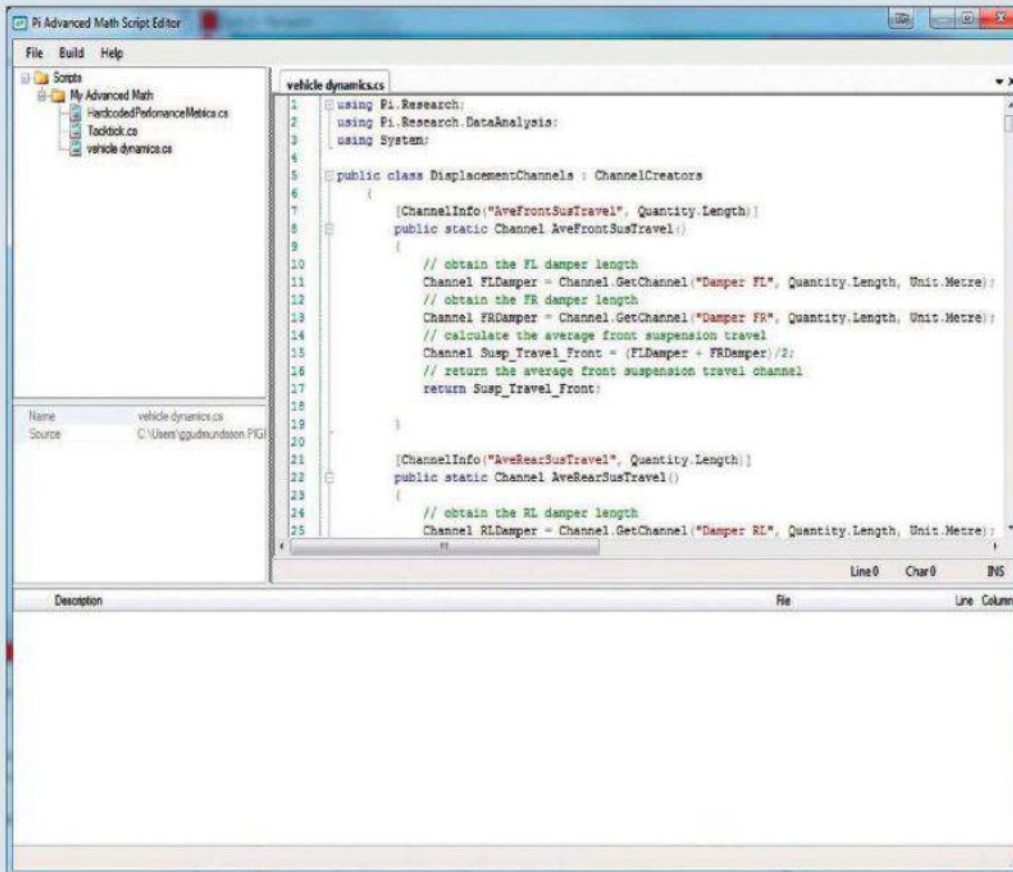 Pi Advanced Math Script Editor
File Build Help
Scripts
My Advanced Math
HardcodedPerfomanceMetrics.cs
Tacktick.cs
vehicle dynamics.cs
Name vehicle dynamics.cs
Source C:\Users\ggudmundsson.PIG
vehicle dynamics.cs
1 using Pi.Research;
2 using Pi.Research.DataAnalysis;
3 using System;
4
5 public class DisplacementChannels : ChannelCreators
6 {
7 [ChannelInfo("AveFrontSusTravel", Quantity.Length)]
8 public static Channel AveFrontSusTravel()
9 {
10 // obtain the FL damper length
11 Channel FLDamper = Channel.GetChannel("Damper FL", Quantity.Length, Unit.Metre);
12 // obtain the FR damper length
13 Channel FRDamper = Channel.GetChannel("Damper FR", Quantity.Length, Unit.Metre);
14 // calculate the average front suspension travel
15 Channel Susp_Travel_Front = (FLDamper + FRDamper)/2;
16 // return the average front suspension travel channel
17 return Susp_Travel_Front;
18
19 }
20
21 [ChannelInfo("AveRearSusTravel", Quantity.Length)]
22 public static Channel AveRearSusTravel()
23 {
24 // obtain the RL damper length
25 Channel RLDamper = Channel.GetChannel("Damper RL", Quantity.Length, Unit.Metre);
Line 0 Char 0 INS
Description File Line Column